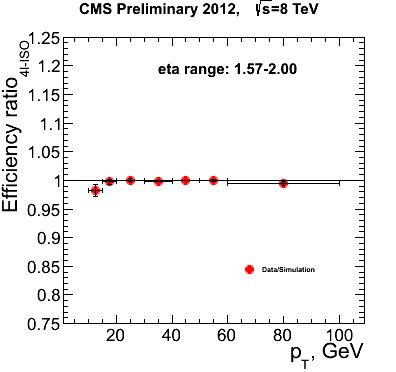 CMS Preliminary 2012, √s=8 TeV
eta range: 1.57-2.00
Efficiency ratio 4l-ISO
1.25
1.2
1.15
1.1
1.05
1
0.95
0.9
0.85
0.8
0.75
Data/Simulation
20 40 60 80 100
pT, GeV